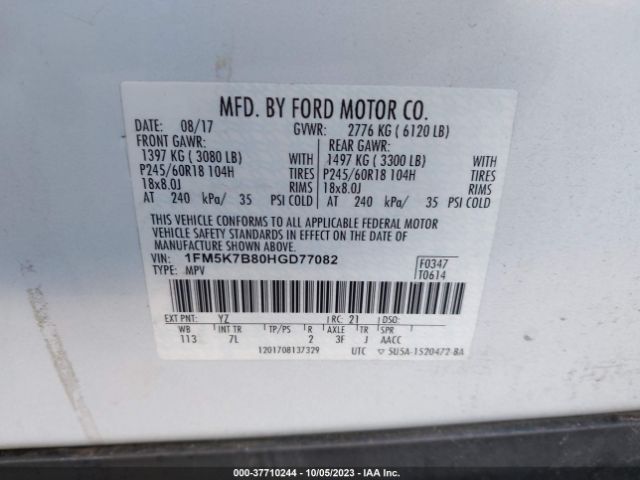 MFD. BY FORD MOTOR CO.
DATE: 08/17 GVWR: 2776 KG ( 6120 LB)
FRONT GAWR: REAR GAWR:
1397 KG ( 3080 LB) WITH 1497 KG ( 3300 LB) WITH
P245/60R18 104H TIRES P245/60R18 104H TIRES
18x8.0J RIMS 18x8.0J RIMS
AT 240 kPa/ 35 PSI COLD AT 240 kPa/ 35 PSI COLD
THIS VEHICLE CONFORMS TO ALL APPLICABLE FEDERAL MOTOR
VEHICLE SAFETY STANDARDS IN EFFECT ON THE DATE OF
MANUFACTURE SHOWN ABOVE.
VIN: 1FM5K7B80HGD77082 F0347
TYPE: MPV T0614
EXT PNT: YZ RC: 21 DSO:
WB INT TR TP/PS R AXLE TR SPR
113 7L 2 3F J AACC
1201708137329 UTC ▽ 5U5A-1520472-BA
000-37710244 - 10/05/2023 - IAA Inc.